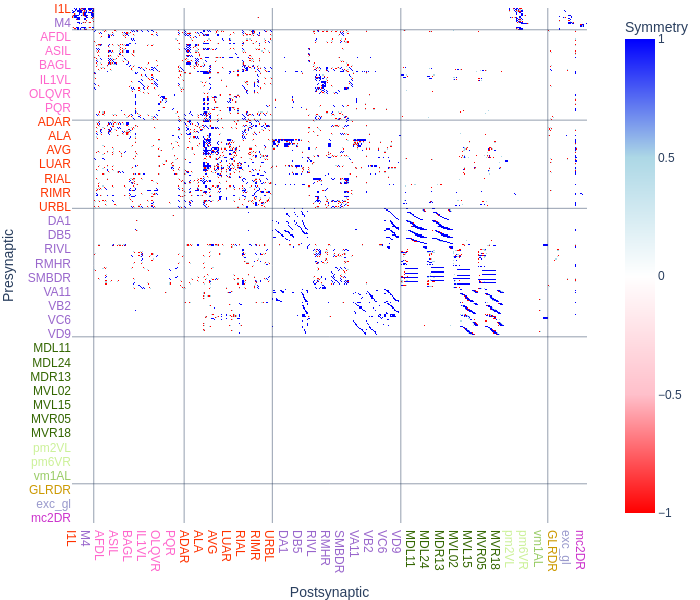 Symmetry
1
0.5
0
−0.5
−1
Presynaptic
I1L
M4
AFDL
ASIL
BAGL
IL1VL
OLQVR
PQR
ADAR
ALA
AVG
LUAR
RIAL
RIMR
URBL
DA1
DB5
RIVL
RMHR
SMBDR
VA11
VB2
VC6
VD9
MDL11
MDL24
MDR13
MVL02
MVL15
MVR05
MVR18
pm2VL
pm6VR
vm1AL
GLRDR
exc_gl
mc2DR
I1L
M4
AFDL
ASIL
BAGL
IL1VL
OLQVR
PQR
ADAR
ALA
AVG
LUAR
RIAL
RIMR
URBL
DA1
DB5
RIVL
RMHR
SMBDR
VA11
VB2
VC6
VD9
MDL11
MDL24
MDR13
MVL02
MVL15
MVR05
MVR18
pm2VL
pm6VR
vm1AL
GLRDR
exc_gl
mc2DR
Postsynaptic